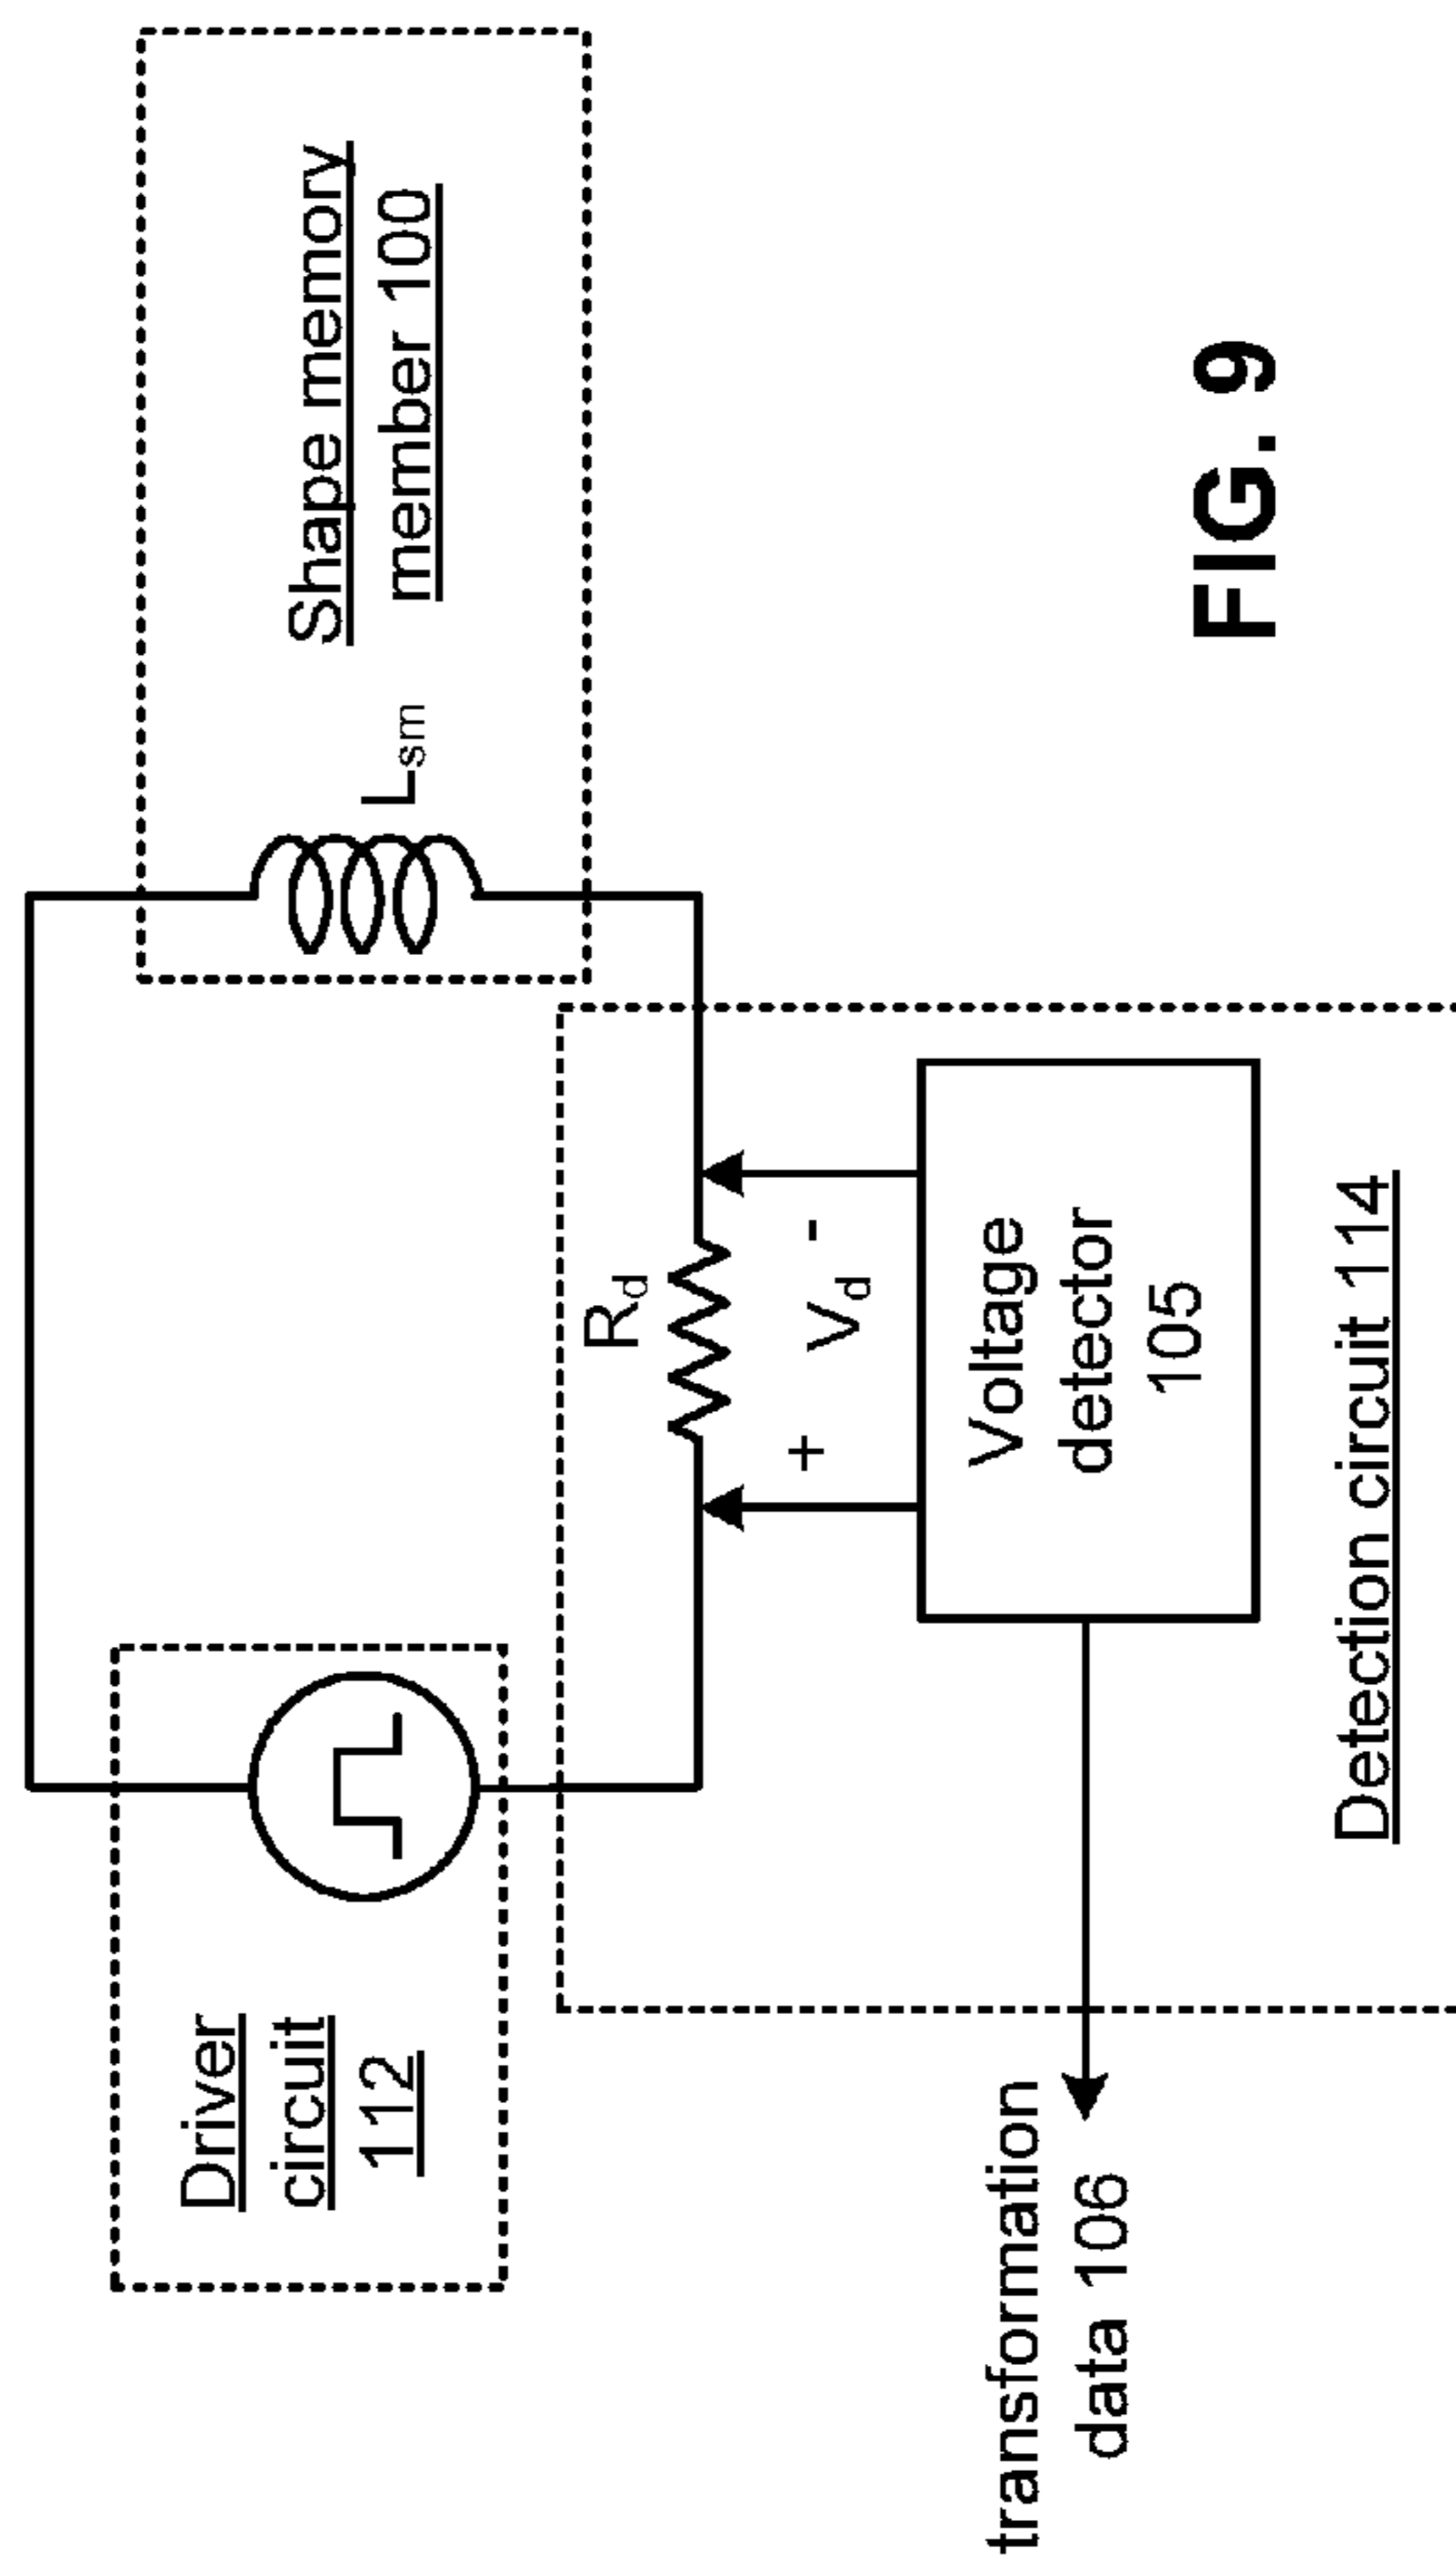 Driver
circuit
112
Shape memory
member 100
Lsm
Rd
+ Vd -
Voltage
detector
105
transformation
data 106
Detection circuit 114
FIG. 9